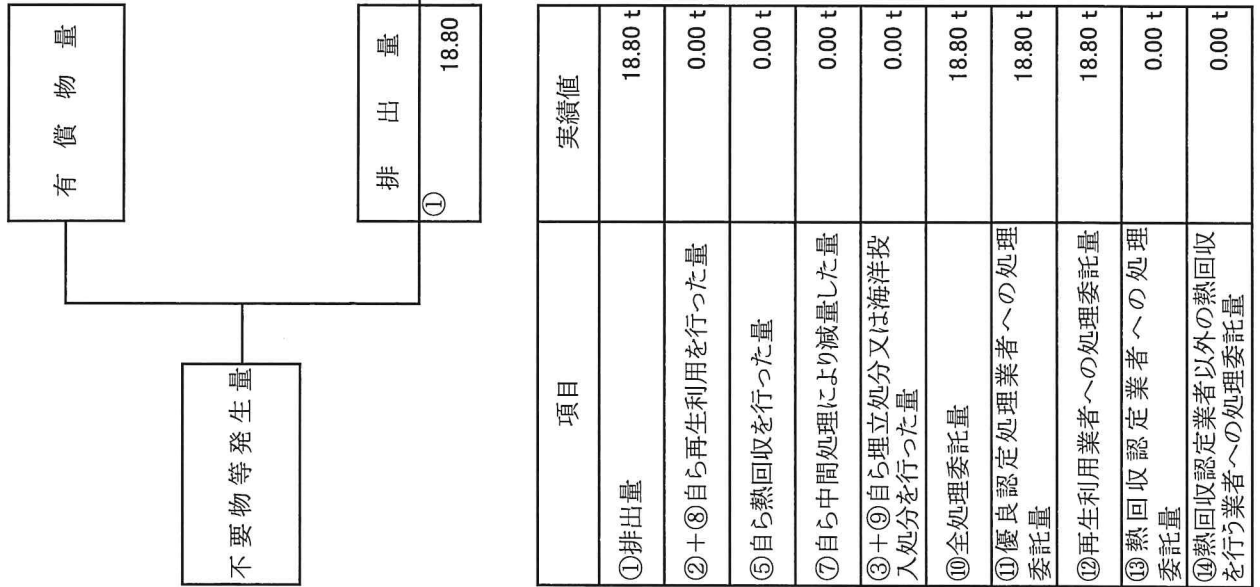 不要物等発生量
有償物量
排出量
① 18.80
項目 実績値
①排出量 18.80 t
②+⑧自ら再生利用を行った量 0.00 t
⑤自ら熱回収を行った量 0.00 t
⑦自ら中間処理により減量した量 0.00 t
③+⑨自ら埋立処分又は海洋投
入処分を行った量 0.00 t
⑩全処理委託量 18.80 t
⑪優良認定処理業者への処理
委託量 18.80 t
⑫再生利用業者への処理委託量 18.80 t
⑬熱回収認定業者への処理
委託量 0.00 t
⑭熱回収認定業者以外の熱回収
を行う業者への処理委託量 0.00 t